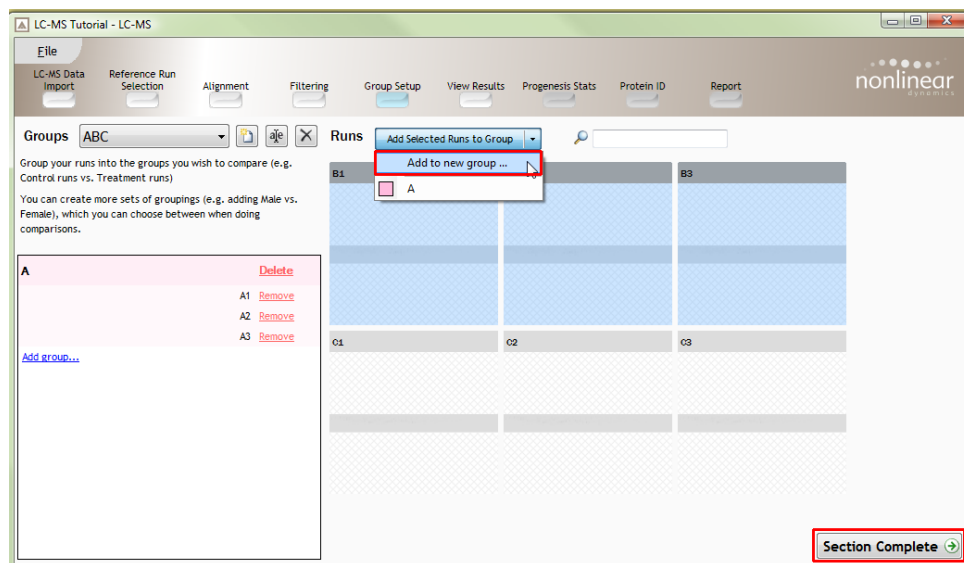 LC-MS Tutorial - LC-MS
File
LC-MS Data Import
Reference Run Selection
Alignment
Filtering
Group Setup
View Results
Progenesis Stats
Protein ID
Report
nonlinear
dynamics
Groups ABC
Runs Add Selected Runs to Group
Add to new group ...
A
Group your runs into the groups you wish to compare (e.g.
Control runs vs. Treatment runs)
You can create more sets of groupings (e.g. adding Male vs.
Female), which you can choose between when doing
comparisons.
A Delete
A1 Remove
A2 Remove
A3 Remove
Add group...
B1 B3
C1 C2 C3
Section Complete